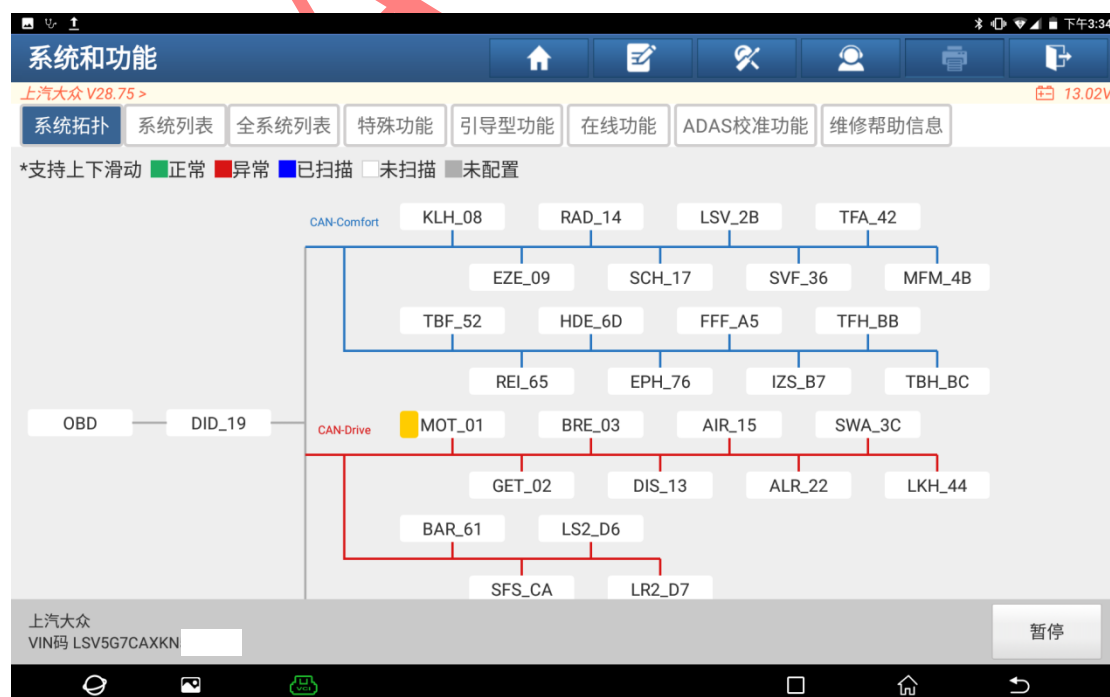 下午3:34
系统和功能
上汽大众 V28.75 >
13.02V
系统拓扑 系统列表 全系统列表 特殊功能 引导型功能 在线功能 ADAS校准功能 维修帮助信息
*支持上下滑动 正常 异常 已扫描 未扫描 未配置
CAN-Comfort KLH_08 RAD_14 LSV_2B TFA_42
EZE_09 SCH_17 SVF_36 MFM_4B
TBF_52 HDE_6D FFF_A5 TFH_BB
REI_65 EPH_76 IZS_B7 TBH_BC
OBD DID_19 CAN-Drive MOT_01 BRE_03 AIR_15 SWA_3C
GET_02 DIS_13 ALR_22 LKH_44
BAR_61 LS2_D6
SFS_CA LR2_D7
上汽大众
VIN码 LSV5G7CAXKN
暂停
VCI